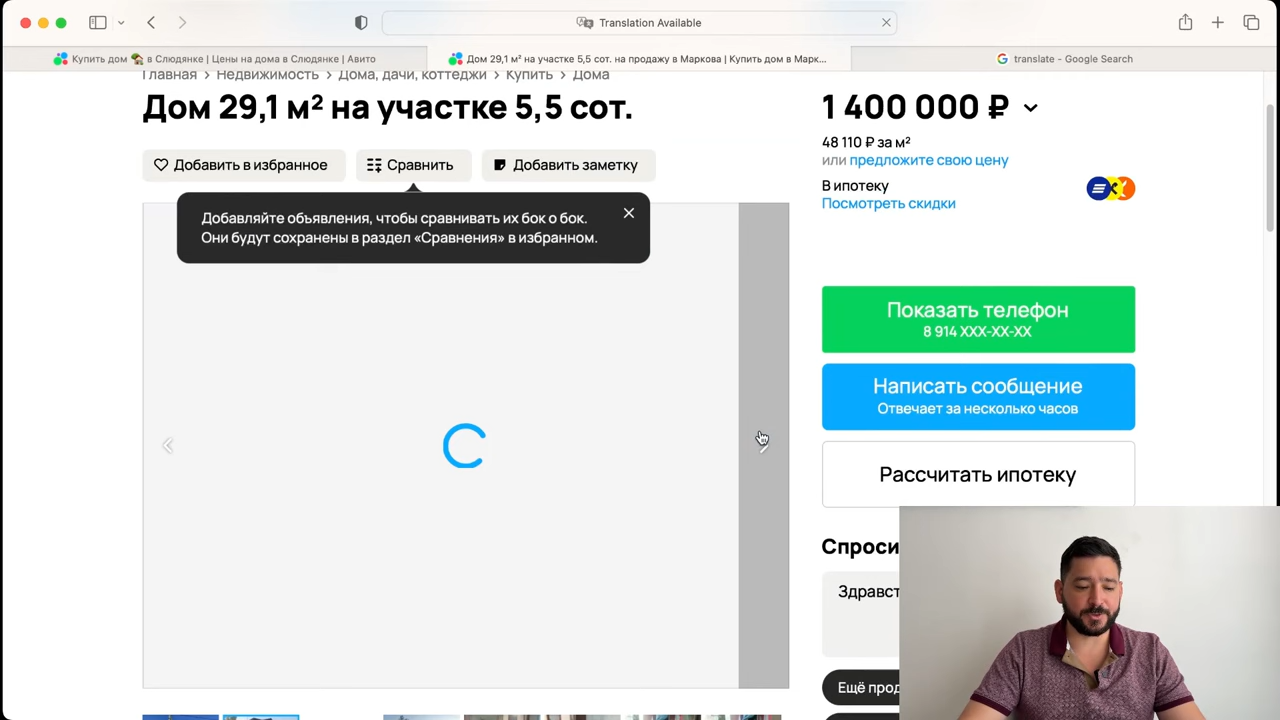 Translation Available
Купить дом 🏡 в Слюдянке | Цены на дома в Слюдянке | Авито
Дом 29,1 м² на участке 5,5 сот. на продажу в Маркова | Купить дом в Марк...
translate - Google Search
Главная > Недвижимость > Дома, дачи, коттеджи > Купить > Дома
Дом 29,1 м² на участке 5,5 сот.
Добавить в избранное
Сравнить
Добавить заметку
Добавляйте объявления, чтобы сравнивать их бок о бок.
Они будут сохранены в раздел «Сравнения» в избранном.
1 400 000 ₽
48 110 ₽ за м²
или предложите свою цену
В ипотеку
Посмотреть скидки
Показать телефон
8 914 XXX-XX-XX
Написать сообщение
Отвечает за несколько часов
Рассчитать ипотеку
Спроси
Здравст
Ещё прод